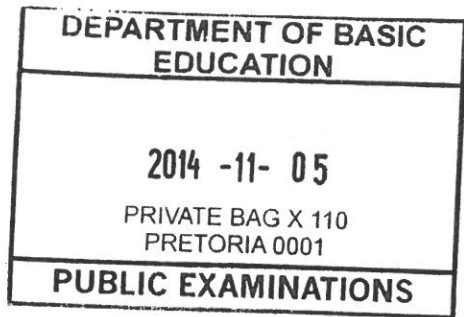 DEPARTMENT OF BASIC
EDUCATION
2014 -11- 05
PRIVATE BAG X 110
PRETORIA 0001
PUBLIC EXAMINATIONS